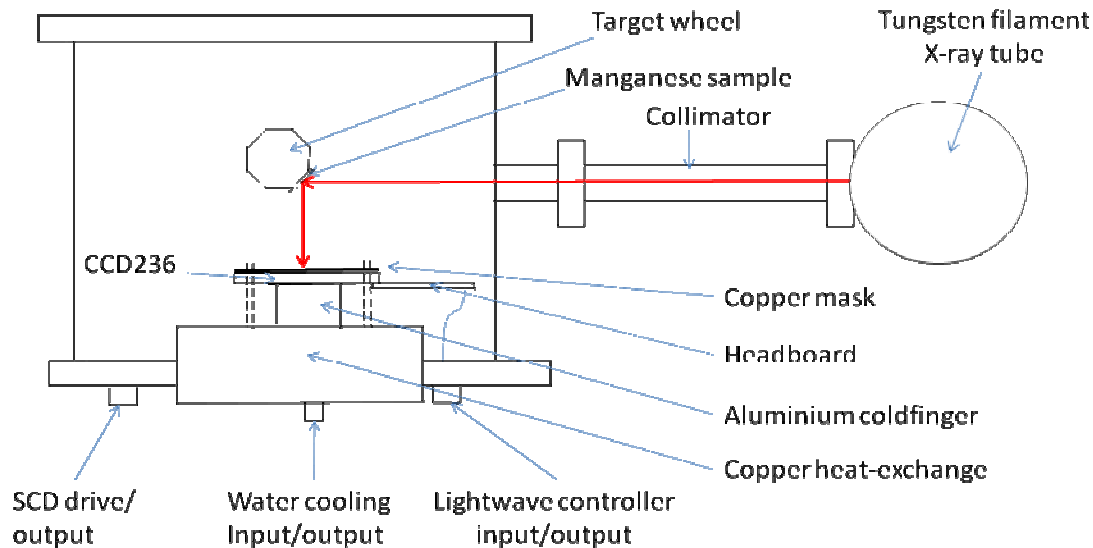 Target wheel
Tungsten filament
X-ray tube
Manganese sample
Collimator
CCD236
Copper mask
Headboard
Aluminium coldfinger
Copper heat-exchange
SCD drive/
output
Water cooling
Input/output
Lightwave controller
input/output